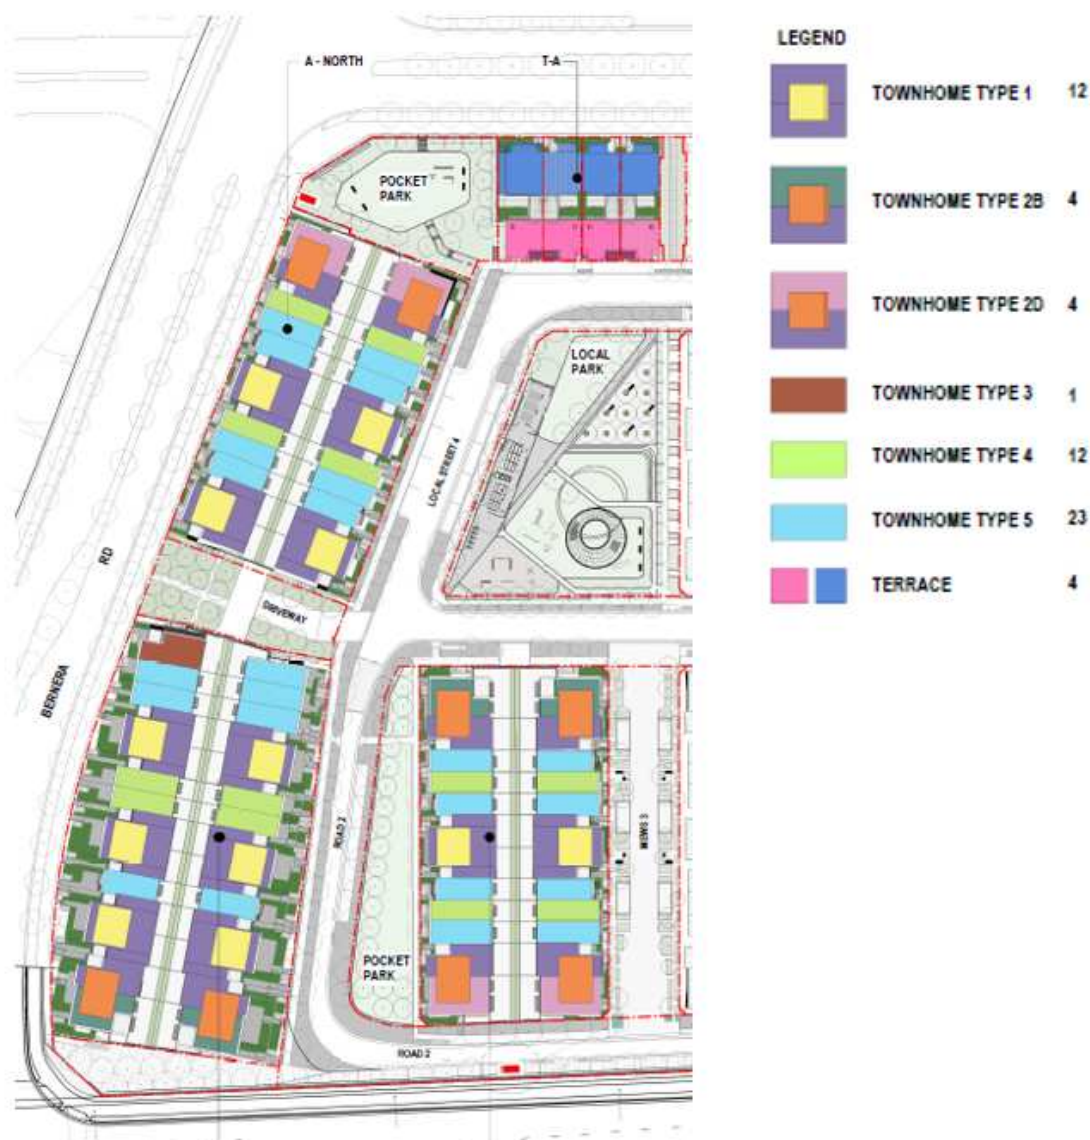 A - NORTH
T-A
POCKET
PARK
LOCAL
PARK
LOCAL STREET 4
RD
DRIVEWAY
BERNERA
ROAD 2
MEWS 3
POCKET
PARK
ROAD 2
LEGEND
TOWNHOME TYPE 1 12
TOWNHOME TYPE 2B 4
TOWNHOME TYPE 2D 4
TOWNHOME TYPE 3 1
TOWNHOME TYPE 4 12
TOWNHOME TYPE 5 23
TERRACE 4